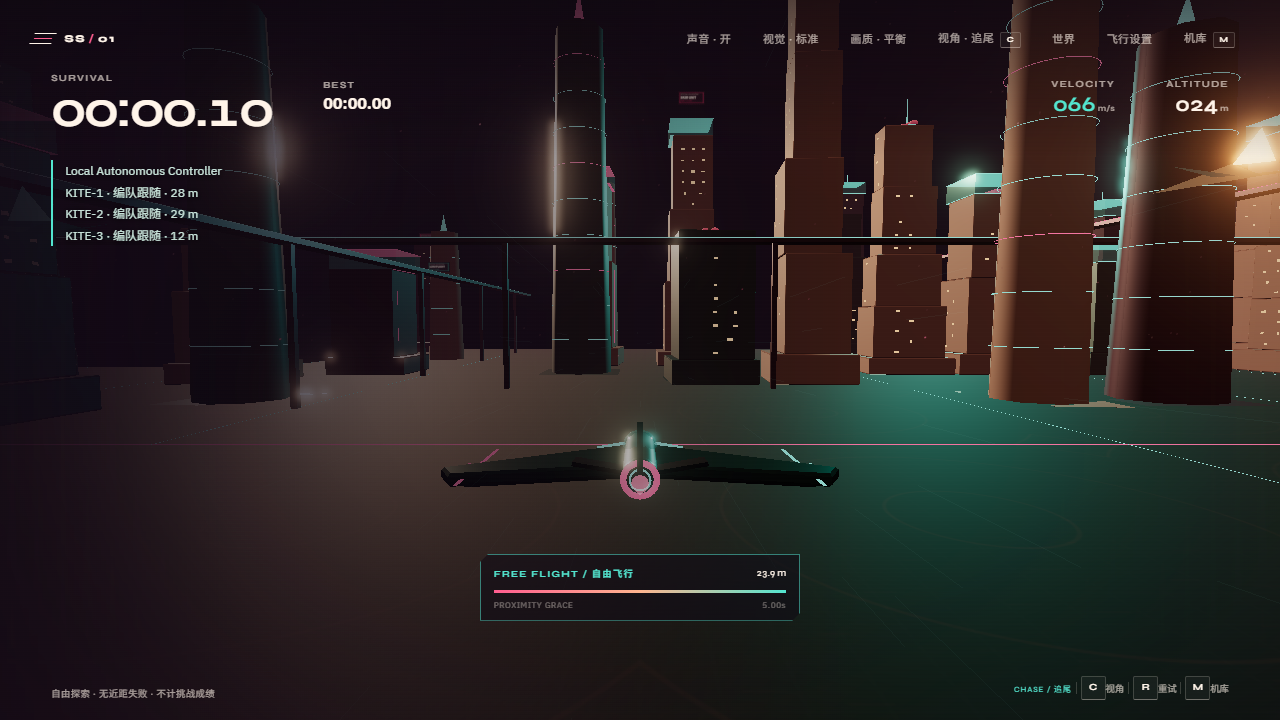 SS / 01
声音 · 开
视觉 · 标准
画质 · 平衡
视角 · 追尾 C
世界
飞行设置
机库 M
SURVIVAL
00:00.10
BEST
00:00.00
VELOCITY
066 m/s
ALTITUDE
024 m
Local Autonomous Controller
KITE-1 · 编队跟随 · 28 m
KITE-2 · 编队跟随 · 29 m
KITE-3 · 编队跟随 · 12 m
FREE FLIGHT / 自由飞行
23.9 m
PROXIMITY GRACE
5.00s
自由探索 · 无近距失败 · 不计挑战成绩
CHASE / 追尾 C 视角 R 重试 M 机库